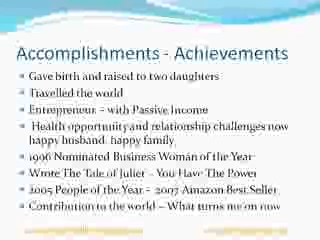 Accomplishments - Achievements
Gave birth and raised to two daughters
Travelled the world
Entrepreneur - with Passive Income
Health opportunity and relationship challenges now
happy husband, happy family
1996 Nominated Business Woman of the Year
Wrote The Tale of Juliet - You Have The Power
2005 People of the Year - 2007 Amazon Best Seller
Contribution to the world - What turns me on now